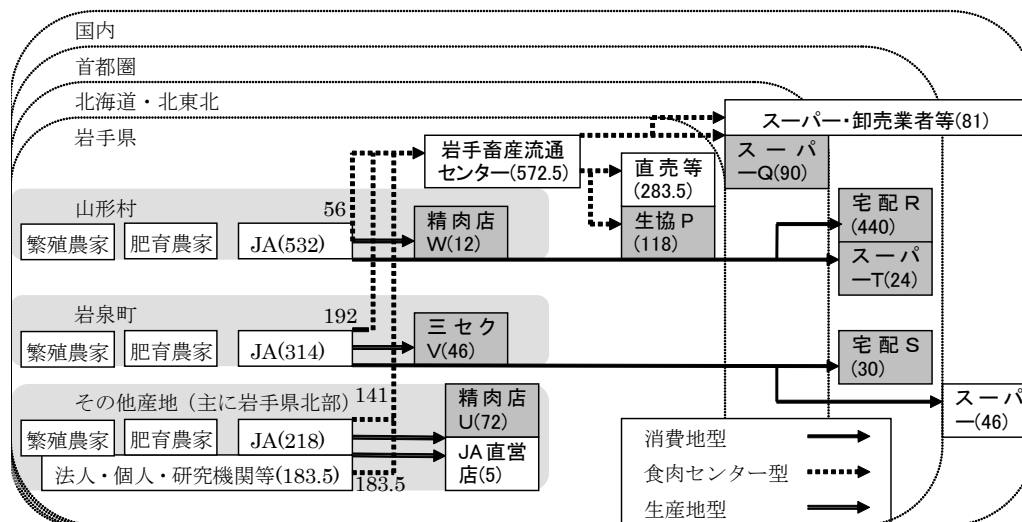 国内
首都圏
北海道・北東北
岩手県
スーパー・卸売業者等(81)
岩手畜産流通
センター(572.5)
直売等
(283.5)
スーパ
ーQ(90)
山形村
56
精肉店
W(12)
生協P
(118)
宅配R
(440)
繁殖農家
肥育農家
JA(532)
スーパ
ーT(24)
岩泉町
192
三セク
V(46)
宅配S
(30)
繁殖農家
肥育農家
JA(314)
その他産地（主に岩手県北部）
141
精肉店
U(72)
スーパ
ー(46)
繁殖農家
肥育農家
JA(218)
JA直営
店(5)
法人・個人・研究機関等(183.5)
183.5
消費地型
食肉センター型
生産地型